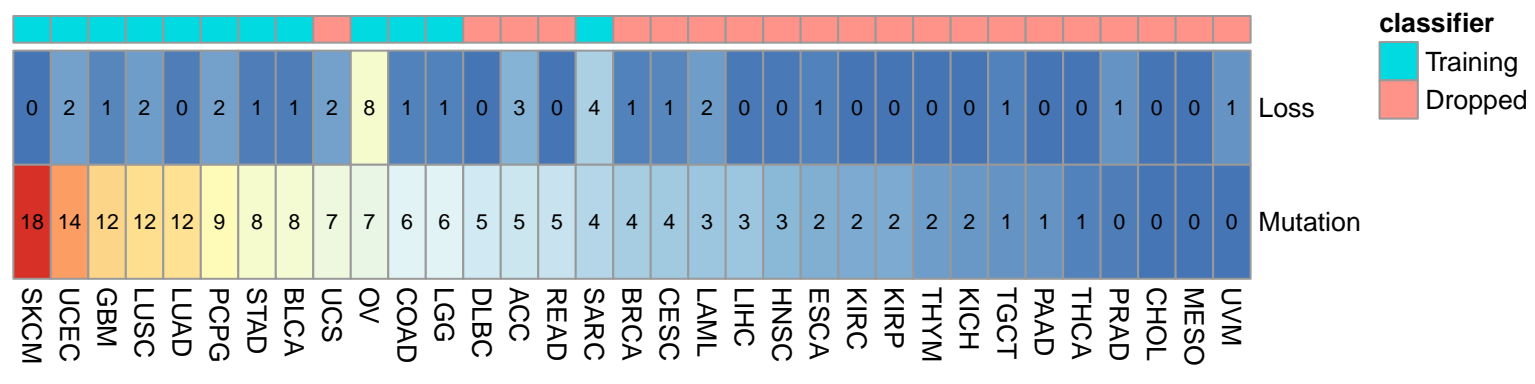 classifier
Training
Dropped
0 2 1 2 0 2 1 1 2 8 1 1 0 3 0 4 1 1 2 0 0 1 0 0 0 0 1 0 0 1 0 0 1 Loss
18 14 12 12 12 9 8 8 7 7 6 6 5 5 5 4 4 4 3 3 3 2 2 2 2 2 1 1 1 0 0 0 0 Mutation
SKCM UCEC GBM LUSC LUAD PCPG STAD BLCA UCS OV COAD LGG DLBC ACC READ SARC BRCA CESC LAML LIHC HNSC ESCA KIRC KIRP THYM KICH TGCT PAAD THCA PRAD CHOL MESO UVM